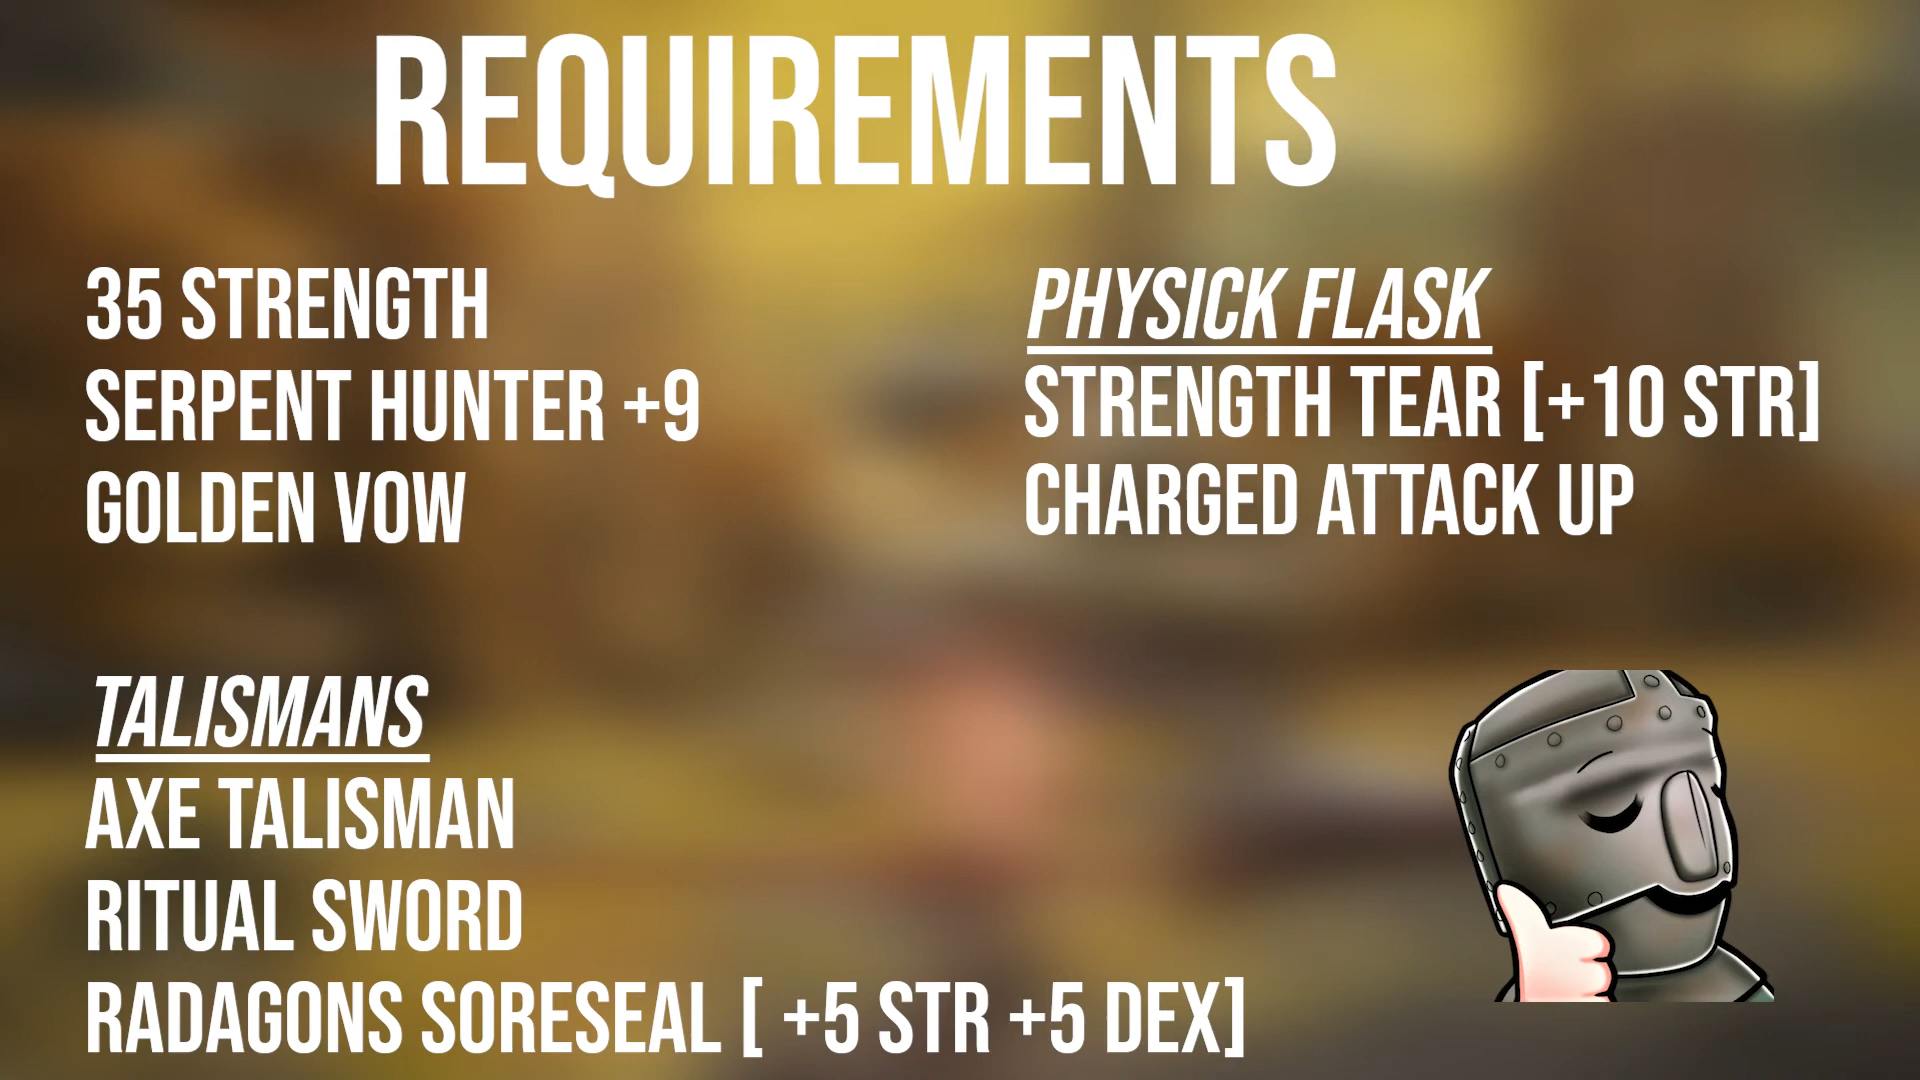 REQUIREMENTS
35 STRENGTH
SERPENT HUNTER +9
GOLDEN VOW
PHYSICK FLASK
STRENGTH TEAR [+10 STR]
CHARGED ATTACK UP
TALISMANS
AXE TALISMAN
RITUAL SWORD
RADAGONS SORESEAL [ +5 STR +5 DEX]